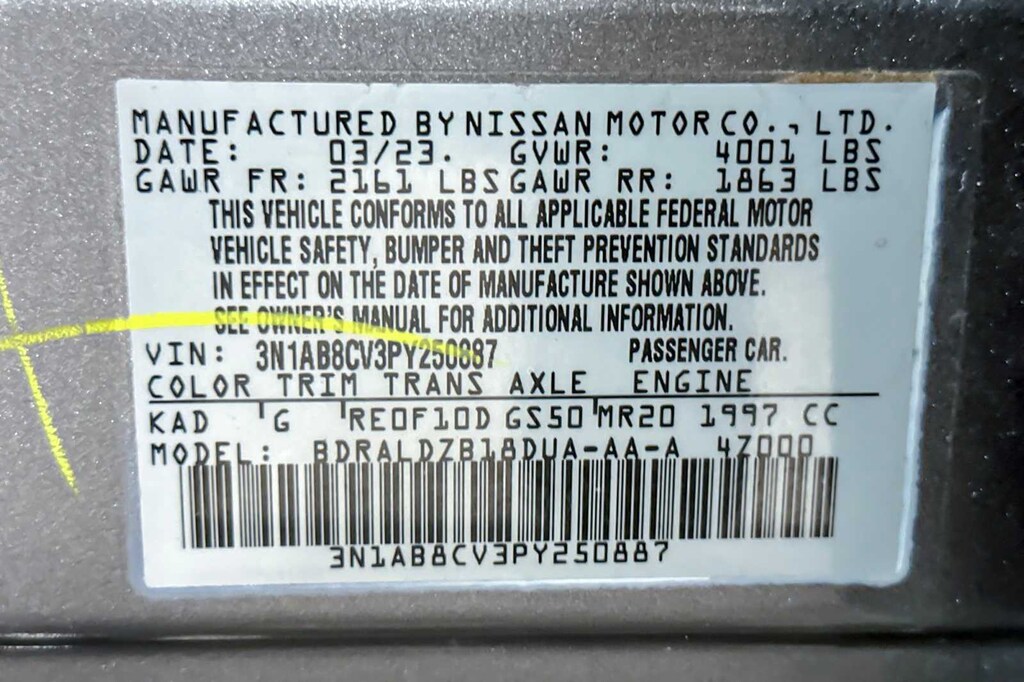 MANUFACTURED BY NISSAN MOTOR CO., LTD.
DATE: 03/23. GVWR: 4001 LBS
GAWR FR: 2161 LBS GAWR RR: 1863 LBS
THIS VEHICLE CONFORMS TO ALL APPLICABLE FEDERAL MOTOR
VEHICLE SAFETY, BUMPER AND THEFT PREVENTION STANDARDS
IN EFFECT ON THE DATE OF MANUFACTURE SHOWN ABOVE.
SEE OWNER'S MANUAL FOR ADDITIONAL INFORMATION.
VIN: 3N1AB8CV3PY250887 PASSENGER CAR.
COLOR TRIM TRANS AXLE ENGINE
KAD G RE0F10D GS50 MR20 1997 CC
MODEL: BDRALDZB18DUA-AA-A 4Z000
3N1AB8CV3PY250887